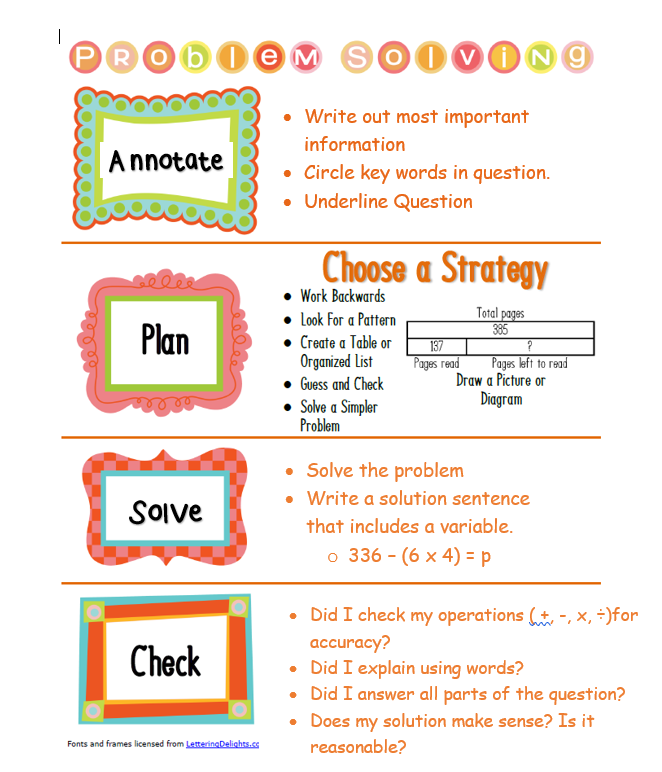 Problem Solving
Annotate
• Write out most important
information
• Circle key words in question.
• Underline Question
Plan
Choose a Strategy
• Work Backwards
• Look For a Pattern
• Create a Table or
Organized List
• Guess and Check
• Solve a Simpler
Problem
Total pages
385
137 ?
Pages read Pages left to read
Draw a Picture or
Diagram
Solve
• Solve the problem
• Write a solution sentence
that includes a variable.
o 336 – (6 x 4) = p
Check
• Did I check my operations ( +, -, x, ÷)for
accuracy?
• Did I explain using words?
• Did I answer all parts of the question?
• Does my solution make sense? Is it
reasonable?
Fonts and frames licensed from LetteringDelights.cc